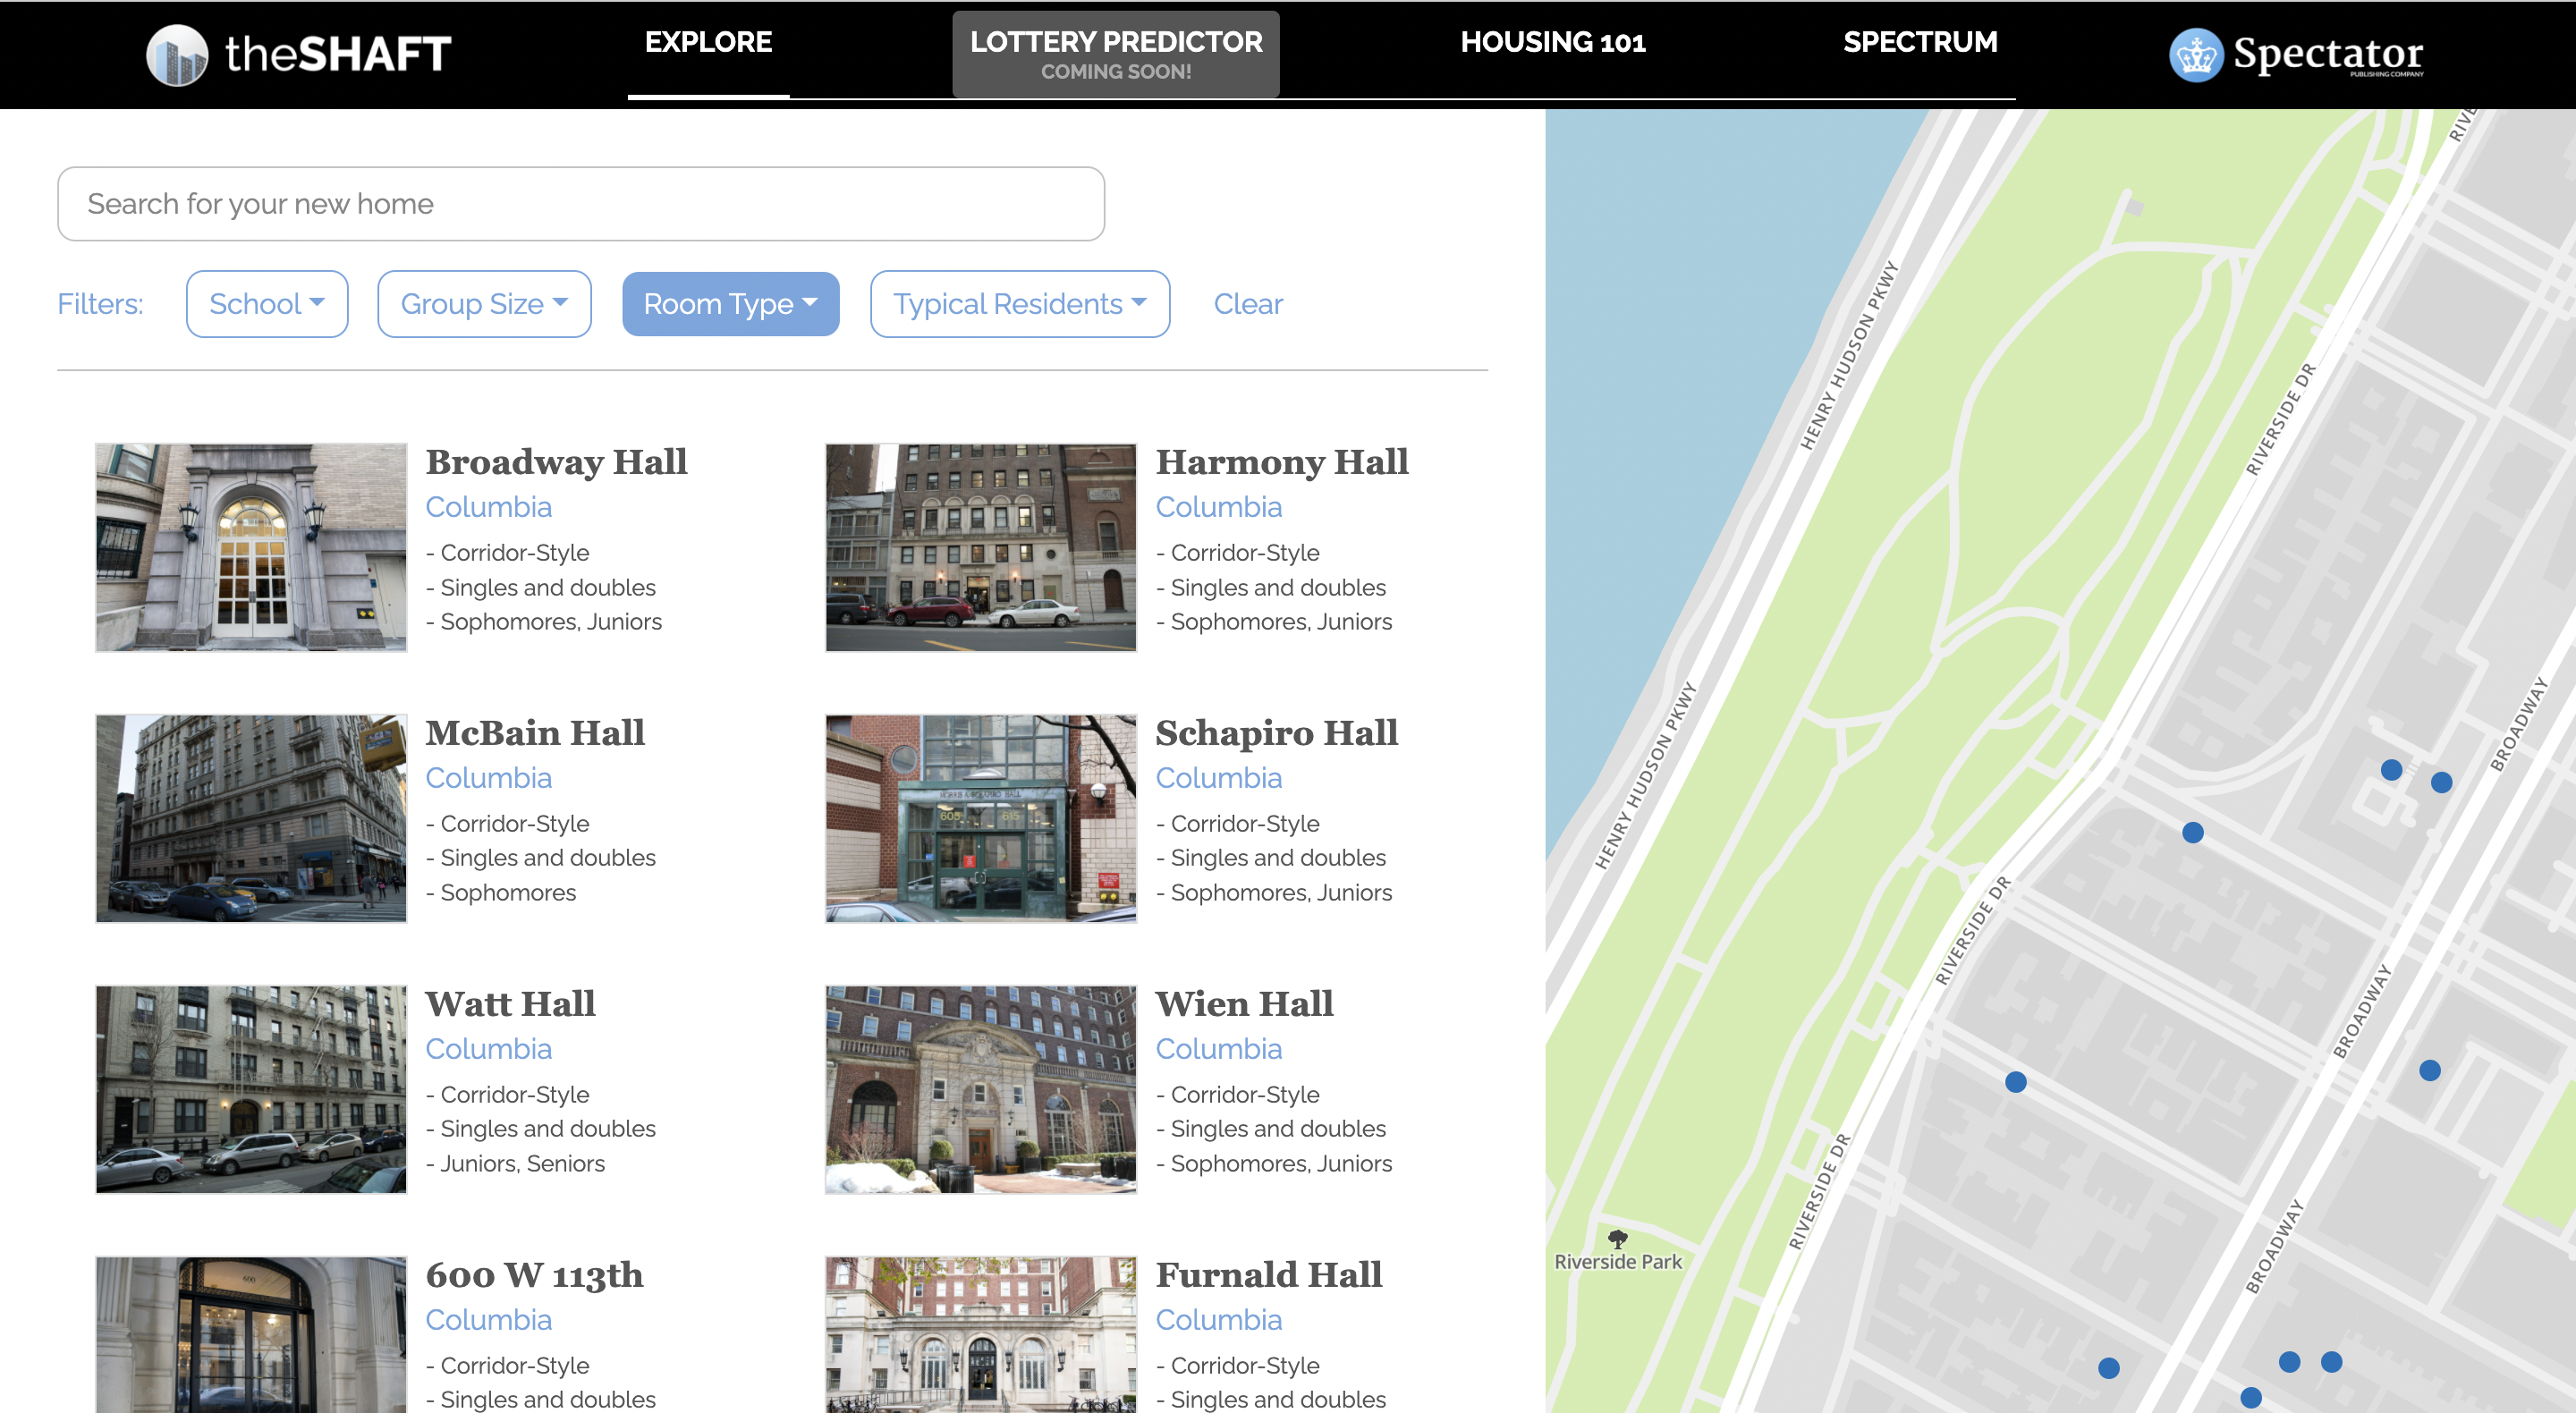 theSHAFT
EXPLORE
LOTTERY PREDICTOR
COMING SOON!
HOUSING 101
SPECTRUM
Spectator
PUBLISHING COMPANY
Search for your new home
Filters:
School
Group Size
Room Type
Typical Residents
Clear
Broadway Hall
Columbia
- Corridor-Style
- Singles and doubles
- Sophomores, Juniors
Harmony Hall
Columbia
- Corridor-Style
- Singles and doubles
- Sophomores, Juniors
McBain Hall
Columbia
- Corridor-Style
- Singles and doubles
- Sophomores
Schapiro Hall
Columbia
- Corridor-Style
- Singles and doubles
- Sophomores, Juniors
605 615
Watt Hall
Columbia
- Corridor-Style
- Singles and doubles
- Juniors, Seniors
Wien Hall
Columbia
- Corridor-Style
- Singles and doubles
- Sophomores, Juniors
600
600 W 113th
Columbia
- Corridor-Style
- Singles and doubles
Furnald Hall
Columbia
- Corridor-Style
- Singles and doubles
RIVE
HENRY HUDSON PKWY
RIVERSIDE DR
HENRY HUDSON PKWY
BROADWAY
RIVERSIDE DR
BROADWAY
RIVERSIDE DR
BROADWAY
Riverside Park